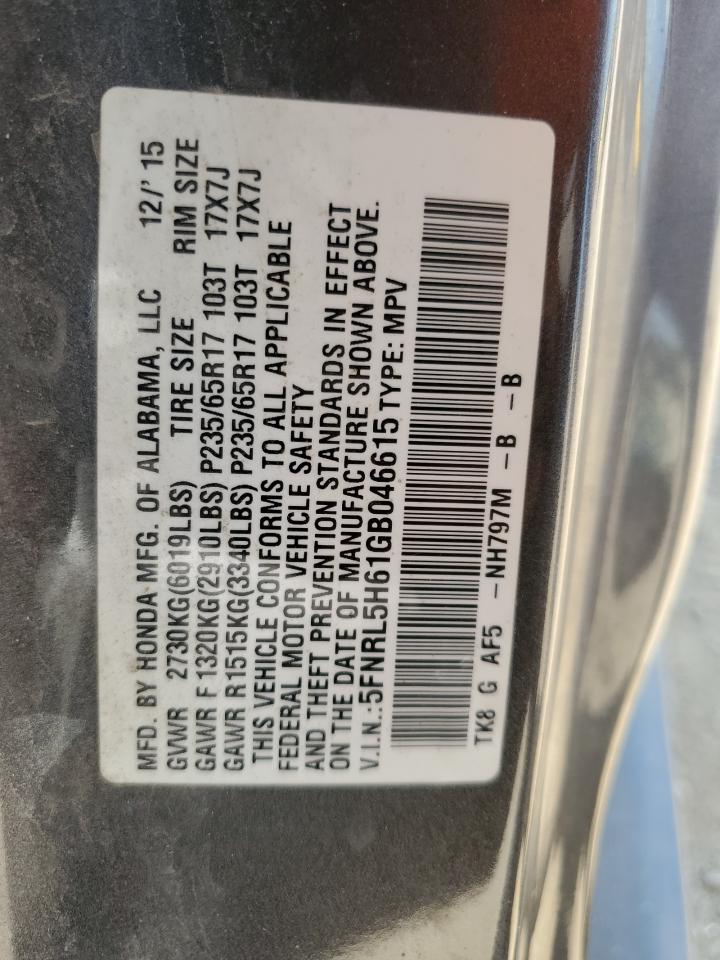 MFD. BY HONDA MFG. OF ALABAMA, LLC 12/' 15
GVWR 2730KG(6019LBS) TIRE SIZE RIM SIZE
GAWR F 1320KG(2910LBS) P235/65R17 103T 17X7J
GAWR R1515KG(3340LBS) P235/65R17 103T 17X7J
THIS VEHICLE CONFORMS TO ALL APPLICABLE
FEDERAL MOTOR VEHICLE SAFETY
AND THEFT PREVENTION STANDARDS IN EFFECT
ON THE DATE OF MANUFACTURE SHOWN ABOVE.
V.I.N.:5FNRL5H61GB046615 TYPE: MPV
TK8 G AF5 -NH797M -B -B